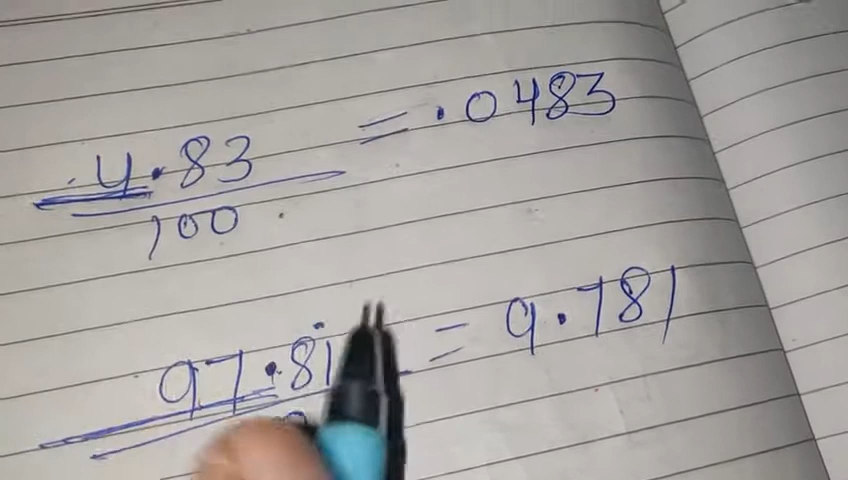 4.83 = .0483
100
97.81 = 9.781